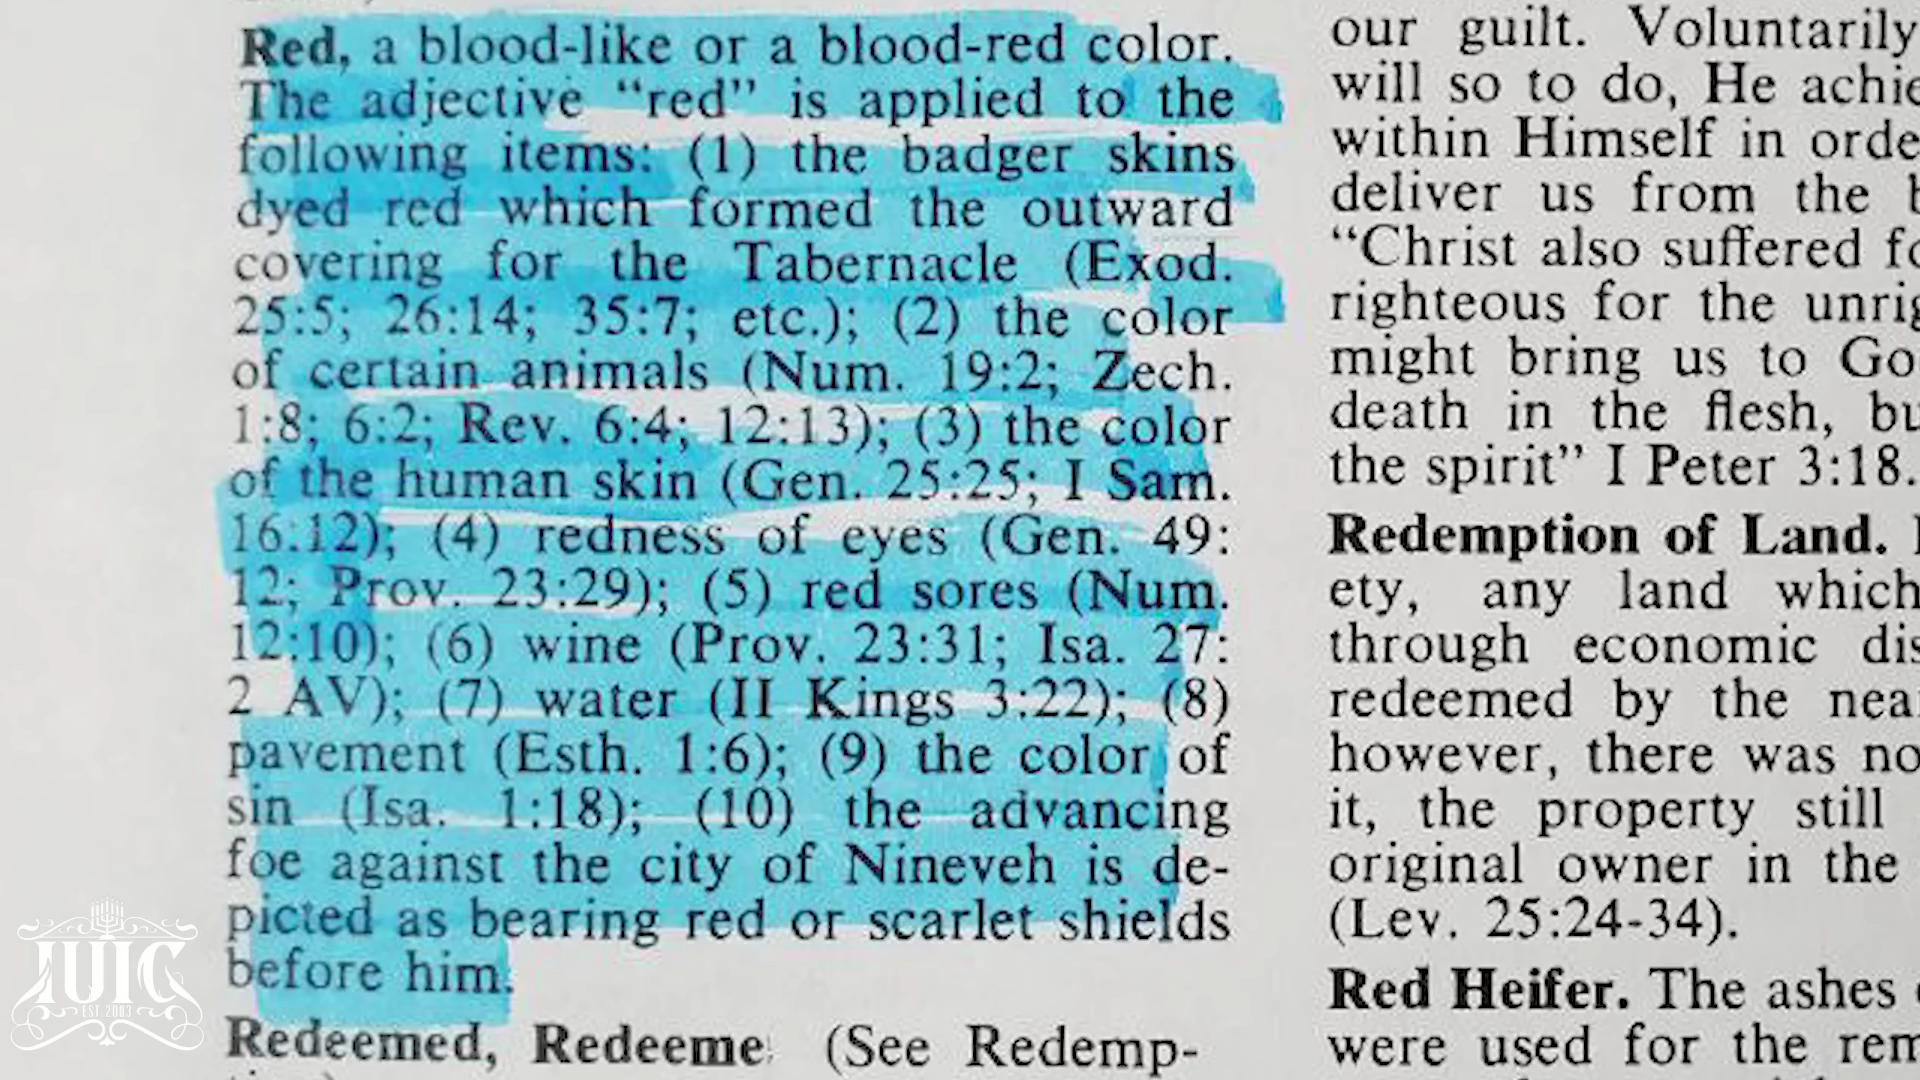 Red, a blood-like or a blood-red color.
The adjective "red" is applied to the
following items: (1) the badger skins
dyed red which formed the outward
covering for the Tabernacle (Exod.
25:5; 26:14; 35:7; etc.); (2) the color
of certain animals (Num. 19:2; Zech.
1:8; 6:2; Rev. 6:4; 12:13); (3) the color
of the human skin (Gen. 25:25; I Sam.
16:12); (4) redness of eyes (Gen. 49:
12; Prov. 23:29); (5) red sores (Num.
12:10); (6) wine (Prov. 23:31; Isa. 27:
2 AV); (7) water (II Kings 3:22); (8)
pavement (Esth. 1:6); (9) the color of
sin (Isa. 1:18); (10) the advancing
foe against the city of Nineveh is de-
picted as bearing red or scarlet shields
before him.
Redeemed, Redeeme (See Redemp-
our guilt. Voluntarily
will so to do, He achie
within Himself in orde
deliver us from the b
"Christ also suffered fo
righteous for the unrig
might bring us to Go
death in the flesh, bu
the spirit" I Peter 3:18.
Redemption of Land.
ety, any land which
through economic dis
redeemed by the nea
however, there was no
it, the property still
original owner in the
(Lev. 25:24-34).
Red Heifer. The ashes
were used for the rem
IUIC
EST. 2003